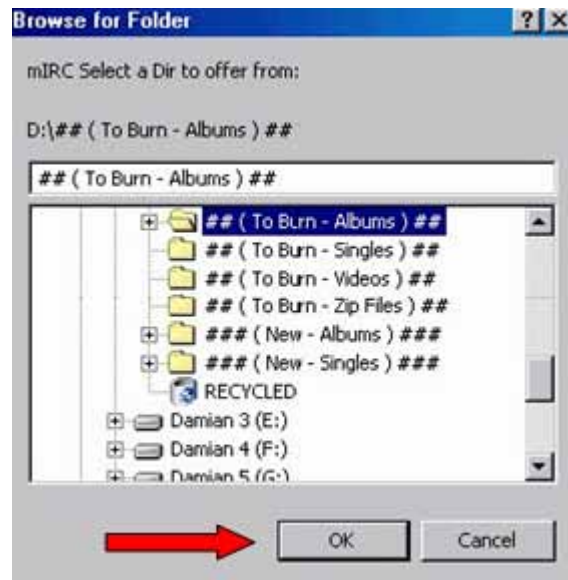 Browse for Folder
mIRC Select a Dir to offer from:
D:\## ( To Burn - Albums ) ##
## ( To Burn - Albums ) ##
## ( To Burn - Albums ) ##
## ( To Burn - Singles ) ##
## ( To Burn - Videos ) ##
## ( To Burn - Zip Files ) ##
### ( New - Albums ) ###
### ( New - Singles ) ###
RECYCLED
Damian 3 (E:)
Damian 4 (F:)
Damian 5 (G:)
OK Cancel